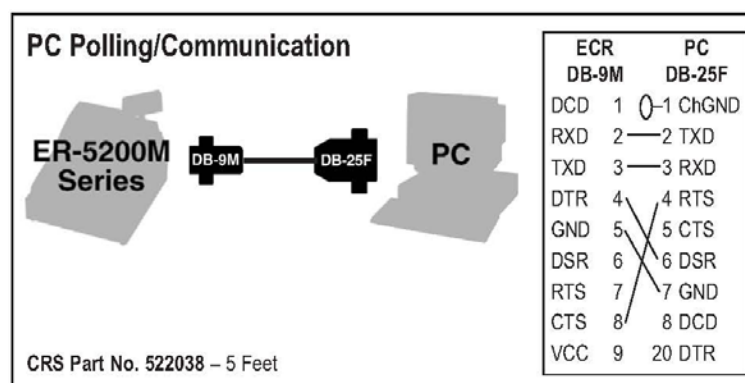 PC Polling/Communication
ER-5200M
Series
DB-9M
DB-25F
PC
CRS Part No. 522038 – 5 Feet
ECR PC
DB-9M DB-25F
DCD 1 1 ChGND
RXD 2 2 TXD
TXD 3 3 RXD
DTR 4 4 RTS
GND 5 5 CTS
DSR 6 6 DSR
RTS 7 7 GND
CTS 8 8 DCD
VCC 9 20 DTR